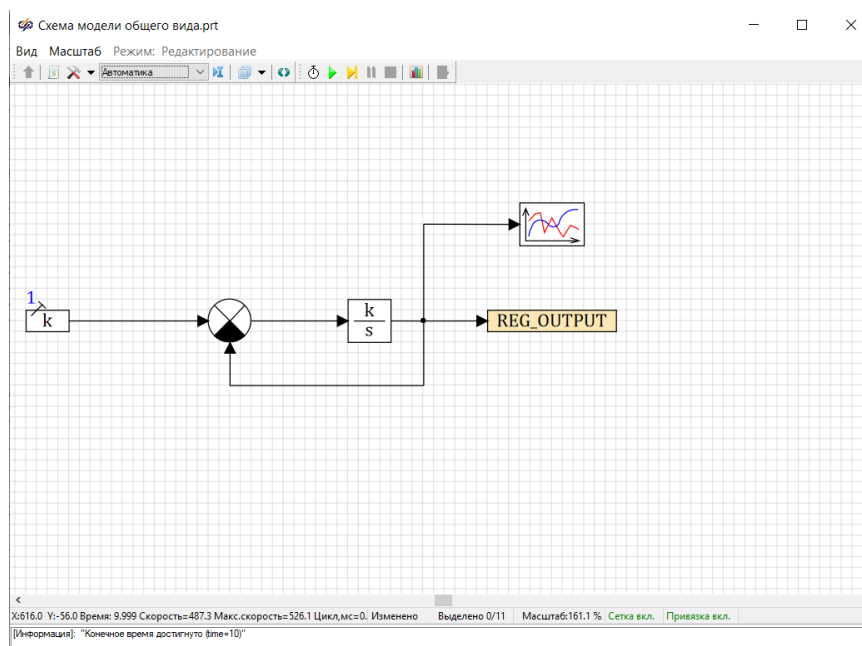 Схема модели общего вида.prt
Вид Масштаб Режим: Редактирование
Автоматика
1
k
k
s
REG_OUTPUT
X:616.0 Y:-56.0 Время: 9.999 Скорость=487.3 Макс.скорость=526.1 Цикл,мс=0. Изменено Выделено 0/11 Масштаб:161.1 % Сетка вкл. Привязка вкл.
[Информация]: "Конечное время достигнуто (time=10)"